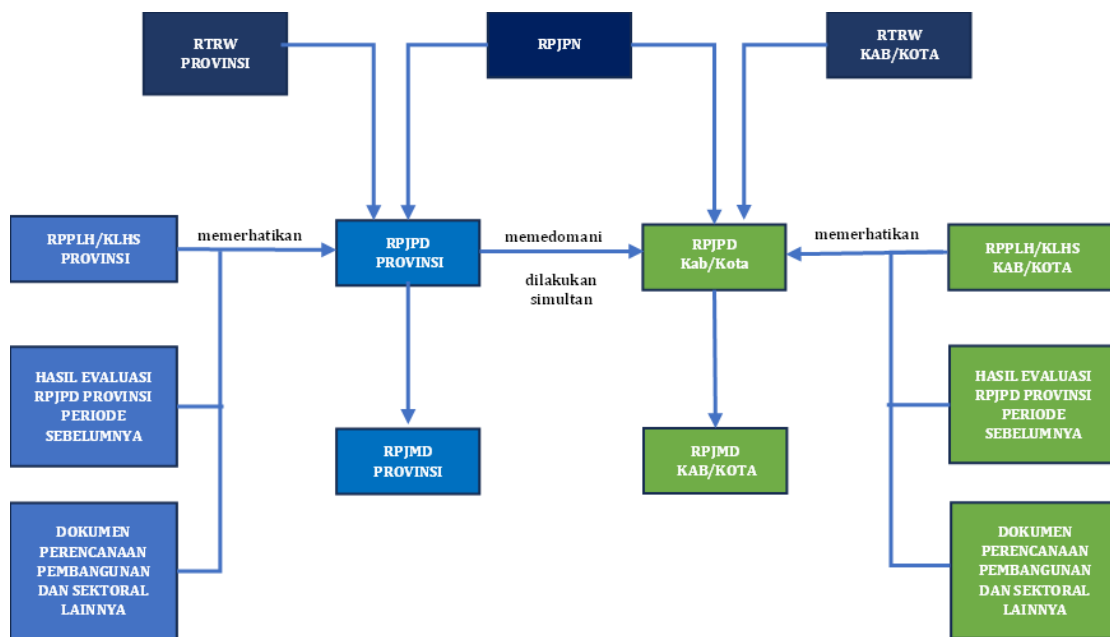 RTRW
PROVINSI
RPJPN
RTRW
KAB/KOTA
RPPLH/KLHS
PROVINSI
memerhatikan
RPJPD
PROVINSI
memedomani
dilakukan
simultan
RPJPD
Kab/Kota
memerhatikan
RPPLH/KLHS
KAB/KOTA
HASIL EVALUASI
RPJPD PROVINSI
PERIODE
SEBELUMNYA
RPJMD
PROVINSI
RPJMD
KAB/KOTA
HASIL EVALUASI
RPJPD PROVINSI
PERIODE
SEBELUMNYA
DOKUMEN
PERENCANAAN
PEMBANGUNAN
DAN SEKTORAL
LAINNYA
DOKUMEN
PERENCANAAN
PEMBANGUNAN
DAN SEKTORAL
LAINNYA